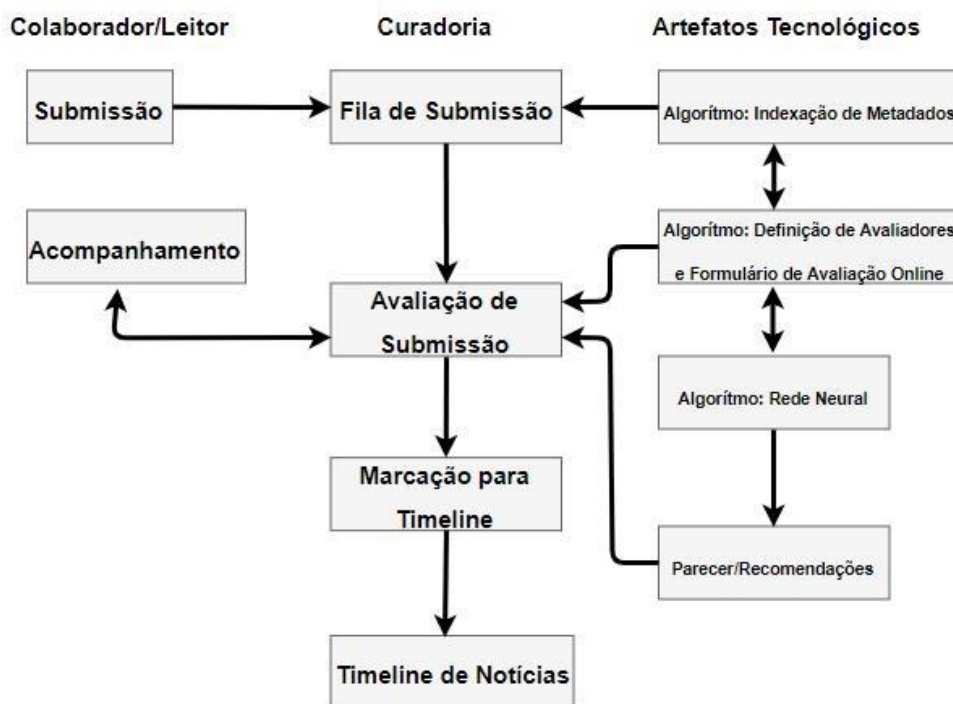 Colaborador/Leitor
Curadoria
Artefatos Tecnológicos
Submissão
Fila de Submissão
Algorítmo: Indexação de Metadados
Acompanhamento
Algorítmo: Definição de Avaliadores
e Formulário de Avaliação Online
Avaliação de
Submissão
Algorítmo: Rede Neural
Marcação para
Timeline
Parecer/Recomendações
Timeline de Notícias